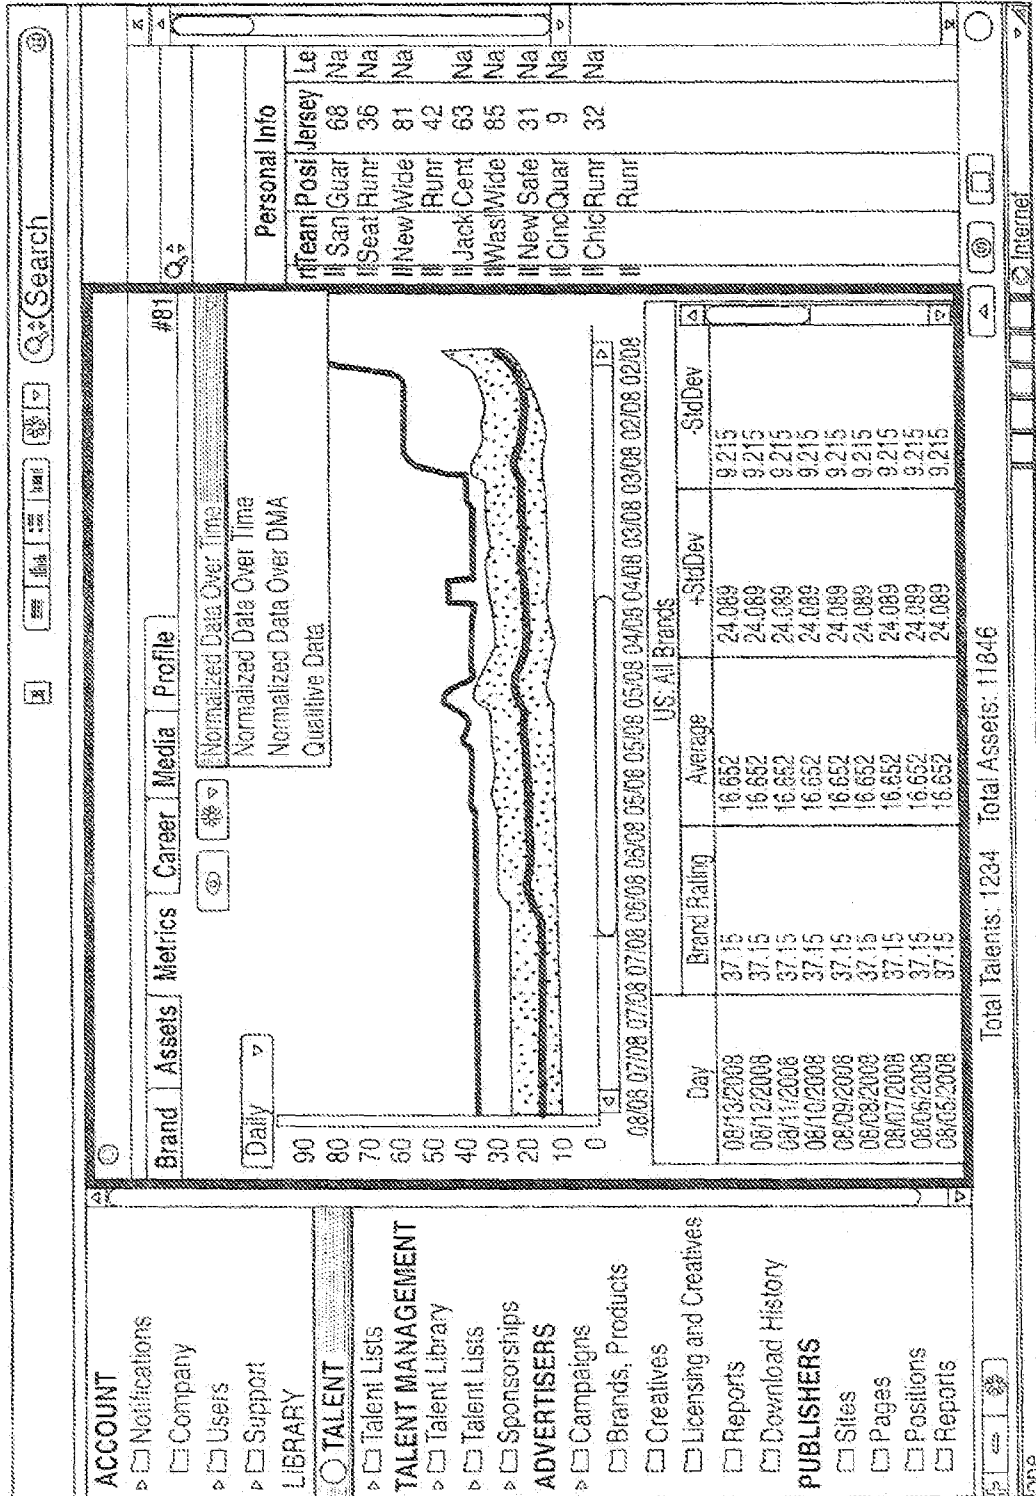 Search
ACCOUNT
Notifications
Company
Uses
Support
LIBRARY
TALENT
Talent Lists
TALENT MANAGEMENT
Talent Library
Talent Lists
Sponsorships
ADVERTISERS
Campaigns
Brands, Products
Creatives
Licensing and Creatives
Reports
Download History
PUBLISHERS
Sites
Pages
Positions
Reports
#81
Brand Assets Metrics Career Media Profile
Normalized Data Over Time
Normalized Data Over Time
Normalized Data Over DMA
Qualitive Data
Daily
90
80
70
60
50
40
30
20
10
0
08/08 07/08 07/08 07/08 06/08 06/08 05/08 05/08 04/08 04/08 03/08 03/08 02/08 02/08
US: All Brands
Day Brand Rating Average +StdDev -StdDev
08/13/2008 37.15 16.652 24.089 9.215
08/12/2008 37.15 16.652 24.089 9.215
08/11/2008 37.15 16.652 24.089 9.215
08/10/2008 37.15 16.652 24.089 9.215
08/09/2008 37.15 16.652 24.089 9.215
08/08/2008 37.15 16.652 24.089 9.215
08/07/2008 37.15 16.652 24.089 9.215
08/06/2008 37.15 16.652 24.089 9.215
08/05/2008 37.15 16.652 24.089 9.215
Personal Info
Tean Posi Jersey Le
San Guar 68 Na
Seat Runr 36 Na
New Wide 81 Na
Runr 42
Jack Cent 63 Na
Wasl Wide 85 Na
New Safe 31 Na
Cinc Quar 9 Na
Chic Runr 32 Na
Runr
Total Talents: 1234 Total Assets: 11846
Internet